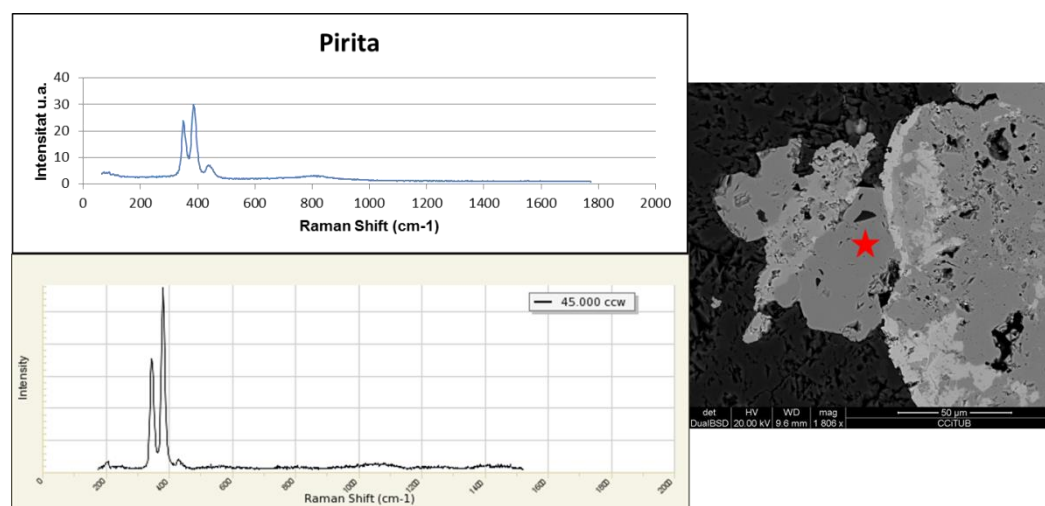 Pirita
Intensitat u.a.
40
30
20
10
0
0 200 400 600 800 1000 1200 1400 1600 1800 2000
Raman Shift (cm-1)
Intensity
45.000 ccw
0 200 400 600 800 1000 1200 1400 1600 1800 2000
Raman Shift (cm-1)
det HV WD mag 50 µm
DualBSD 20.00 kV 9.6 mm 1 806 x CCiTUB